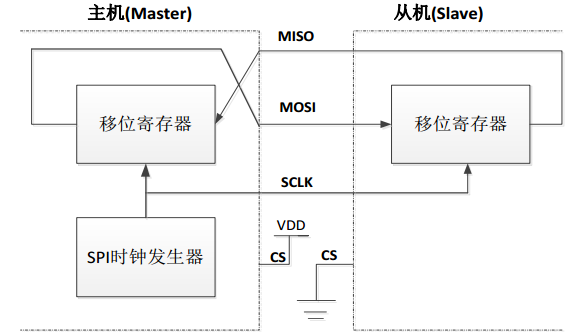 主机(Master)
从机(Slave)
MISO
移位寄存器
MOSI
移位寄存器
SCLK
SPI时钟发生器
VDD
CS
CS